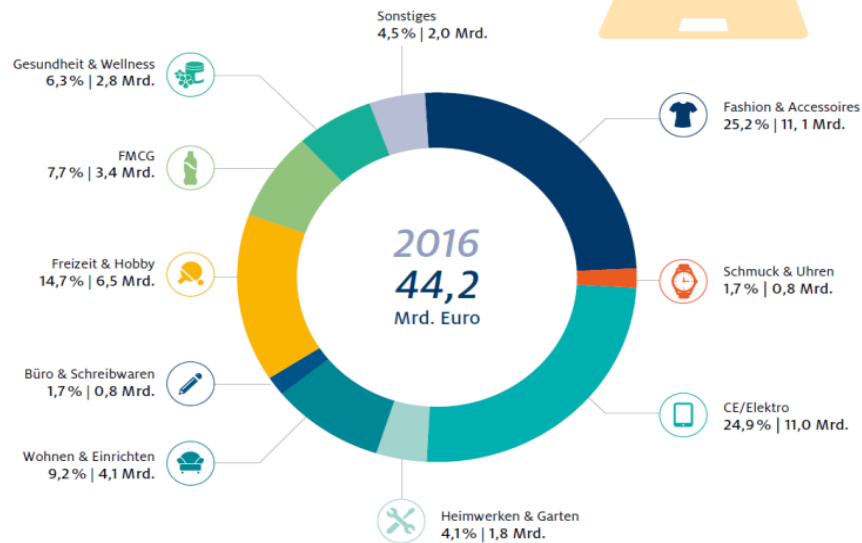 Sonstiges
4,5% | 2,0 Mrd.
Gesundheit & Wellness
6,3% | 2,8 Mrd.
Fashion & Accessoires
25,2% | 11, 1 Mrd.
FMCG
7,7% | 3,4 Mrd.
2016
44,2
Mrd. Euro
Freizeit & Hobby
14,7% | 6,5 Mrd.
Schmuck & Uhren
1,7% | 0,8 Mrd.
Büro & Schreibwaren
1,7% | 0,8 Mrd.
CE/Elektro
24,9% | 11,0 Mrd.
Wohnen & Einrichten
9,2% | 4,1 Mrd.
Heimwerken & Garten
4,1% | 1,8 Mrd.